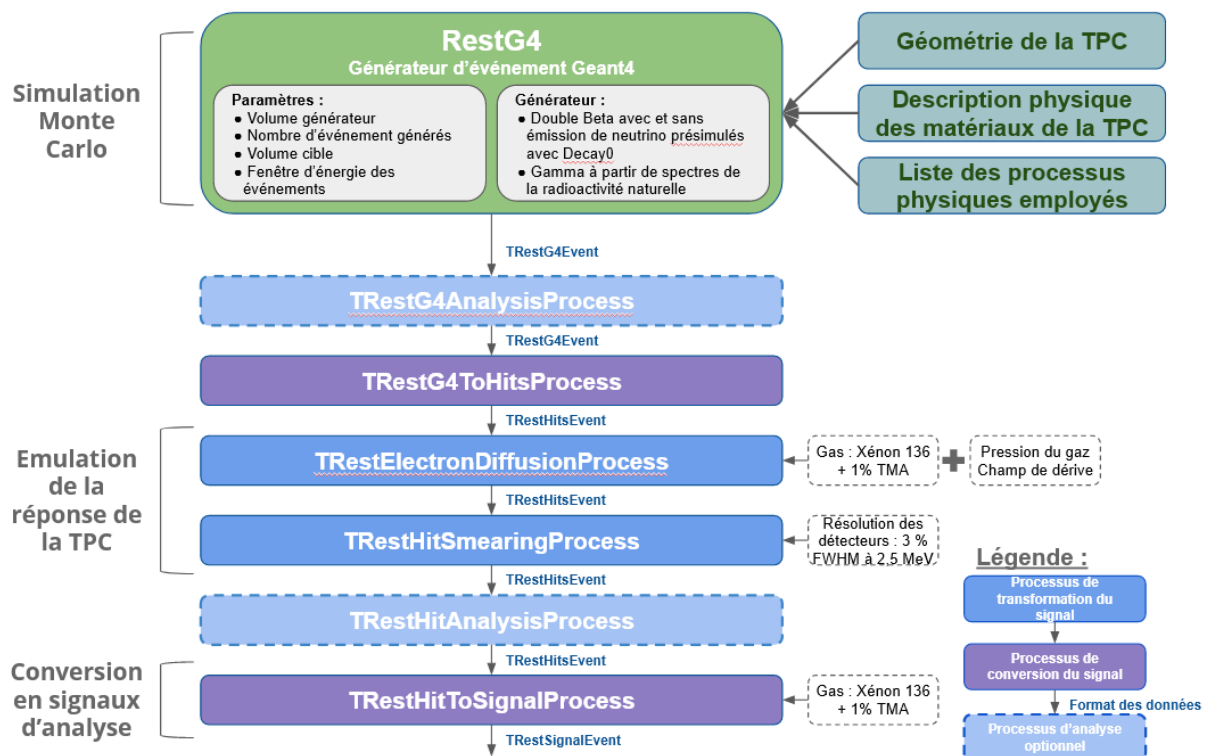 RestG4
Générateur d'événement Geant4
Paramètres :
● Volume générateur
● Nombre d'événement générés
● Volume cible
● Fenêtre d'énergie des
événements
Générateur :
● Double Beta avec et sans
émission de neutrino présimulés
avec Decay0
● Gamma à partir de spectres de
la radioactivité naturelle
Géométrie de la TPC
Description physique
des matériaux de la TPC
Liste des processus
physiques employés
Simulation
Monte
Carlo
TRestG4Event
TRestG4AnalysisProcess
TRestG4Event
TRestG4ToHitsProcess
TRestHitsEvent
Emulation
de la
réponse de
la TPC
TRestElectronDiffusionProcess
Gas : Xénon 136
+ 1% TMA
Pression du gaz
Champ de dérive
TRestHitsEvent
TRestHitSmearingProcess
Résolution des
détecteurs : 3 %
FWHM à 2,5 MeV
TRestHitsEvent
TRestHitAnalysisProcess
TRestHitsEvent
Conversion
en signaux
d'analyse
TRestHitToSignalProcess
Gas : Xénon 136
+ 1% TMA
TRestSignalEvent
Légende :
Processus de
transformation du
signal
Processus de
conversion du signal
Format des données
Processus d'analyse
optionnel